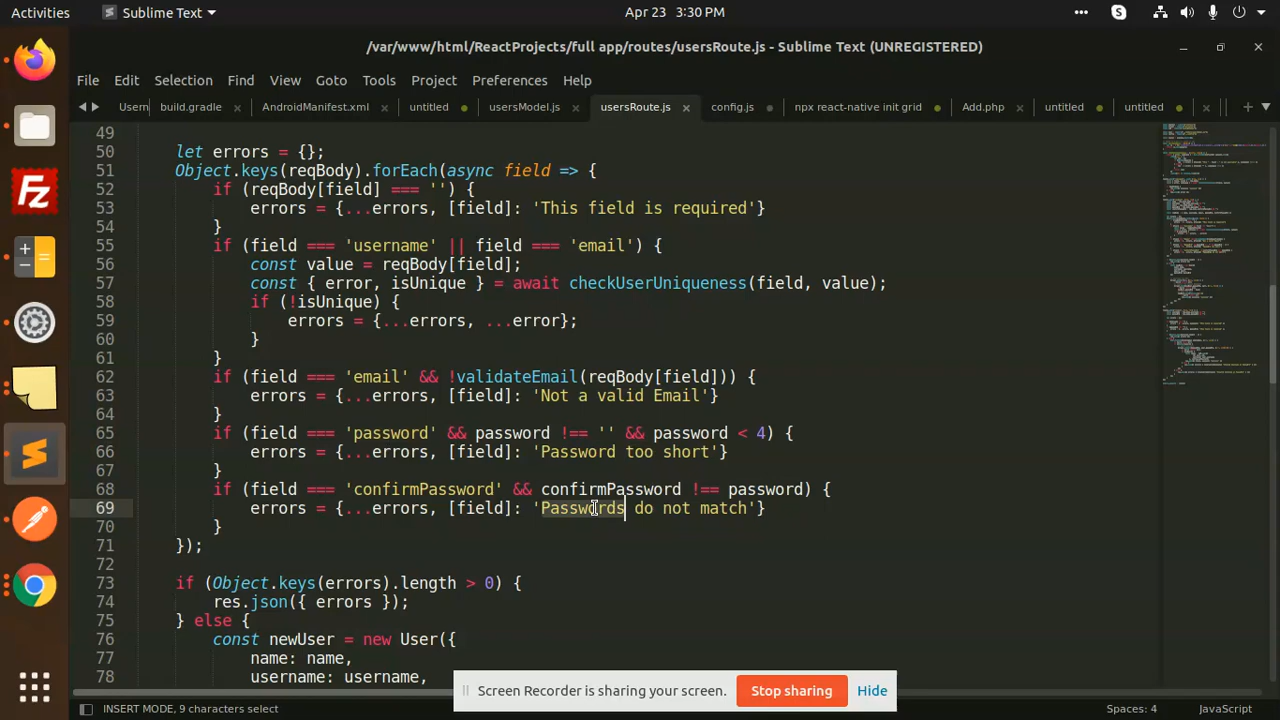 Activities
Sublime Text
Apr 23 3:30 PM
/var/www/html/ReactProjects/full app/routes/usersRoute.js - Sublime Text (UNREGISTERED)
File Edit Selection Find View Goto Tools Project Preferences Help
Usern build.gradle AndroidManifest.xml untitled usersModel.js usersRoute.js config.js npx react-native init grid Add.php untitled untitled
49
50 let errors = {};
51 Object.keys(reqBody).forEach(async field => {
52 if (reqBody[field] === '') {
53 errors = {...errors, [field]: 'This field is required'}
54 }
55 if (field === 'username' || field === 'email') {
56 const value = reqBody[field];
57 const { error, isUnique } = await checkUserUniqueness(field, value);
58 if (!isUnique) {
59 errors = {...errors, ...error};
60 }
61 }
62 if (field === 'email' && !validateEmail(reqBody[field])) {
63 errors = {...errors, [field]: 'Not a valid Email'}
64 }
65 if (field === 'password' && password !== '' && password < 4) {
66 errors = {...errors, [field]: 'Password too short'}
67 }
68 if (field === 'confirmPassword' && confirmPassword !== password) {
69 errors = {...errors, [field]: 'Passwords do not match'}
70 }
71 });
72
73 if (Object.keys(errors).length > 0) {
74 res.json({ errors });
75 } else {
76 const newUser = new User({
77 name: name,
78 username: username,
Screen Recorder is sharing your screen. Stop sharing Hide
INSERT MODE, 9 characters select
Spaces: 4 JavaScript